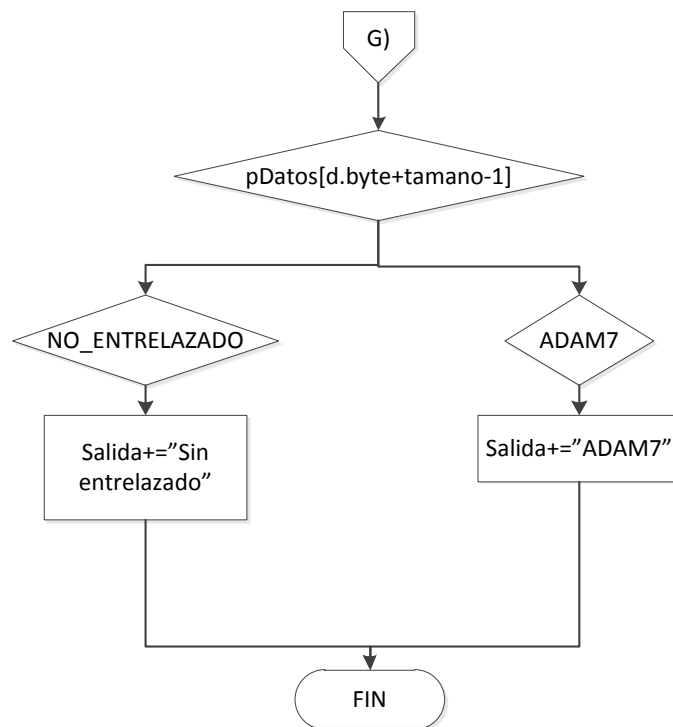 G)
pDatos[d.byte+tamano-1]
NO_ENTRELAZADO
ADAM7
Salida+=”Sin
entrelazado”
Salida+=”ADAM7”
FIN